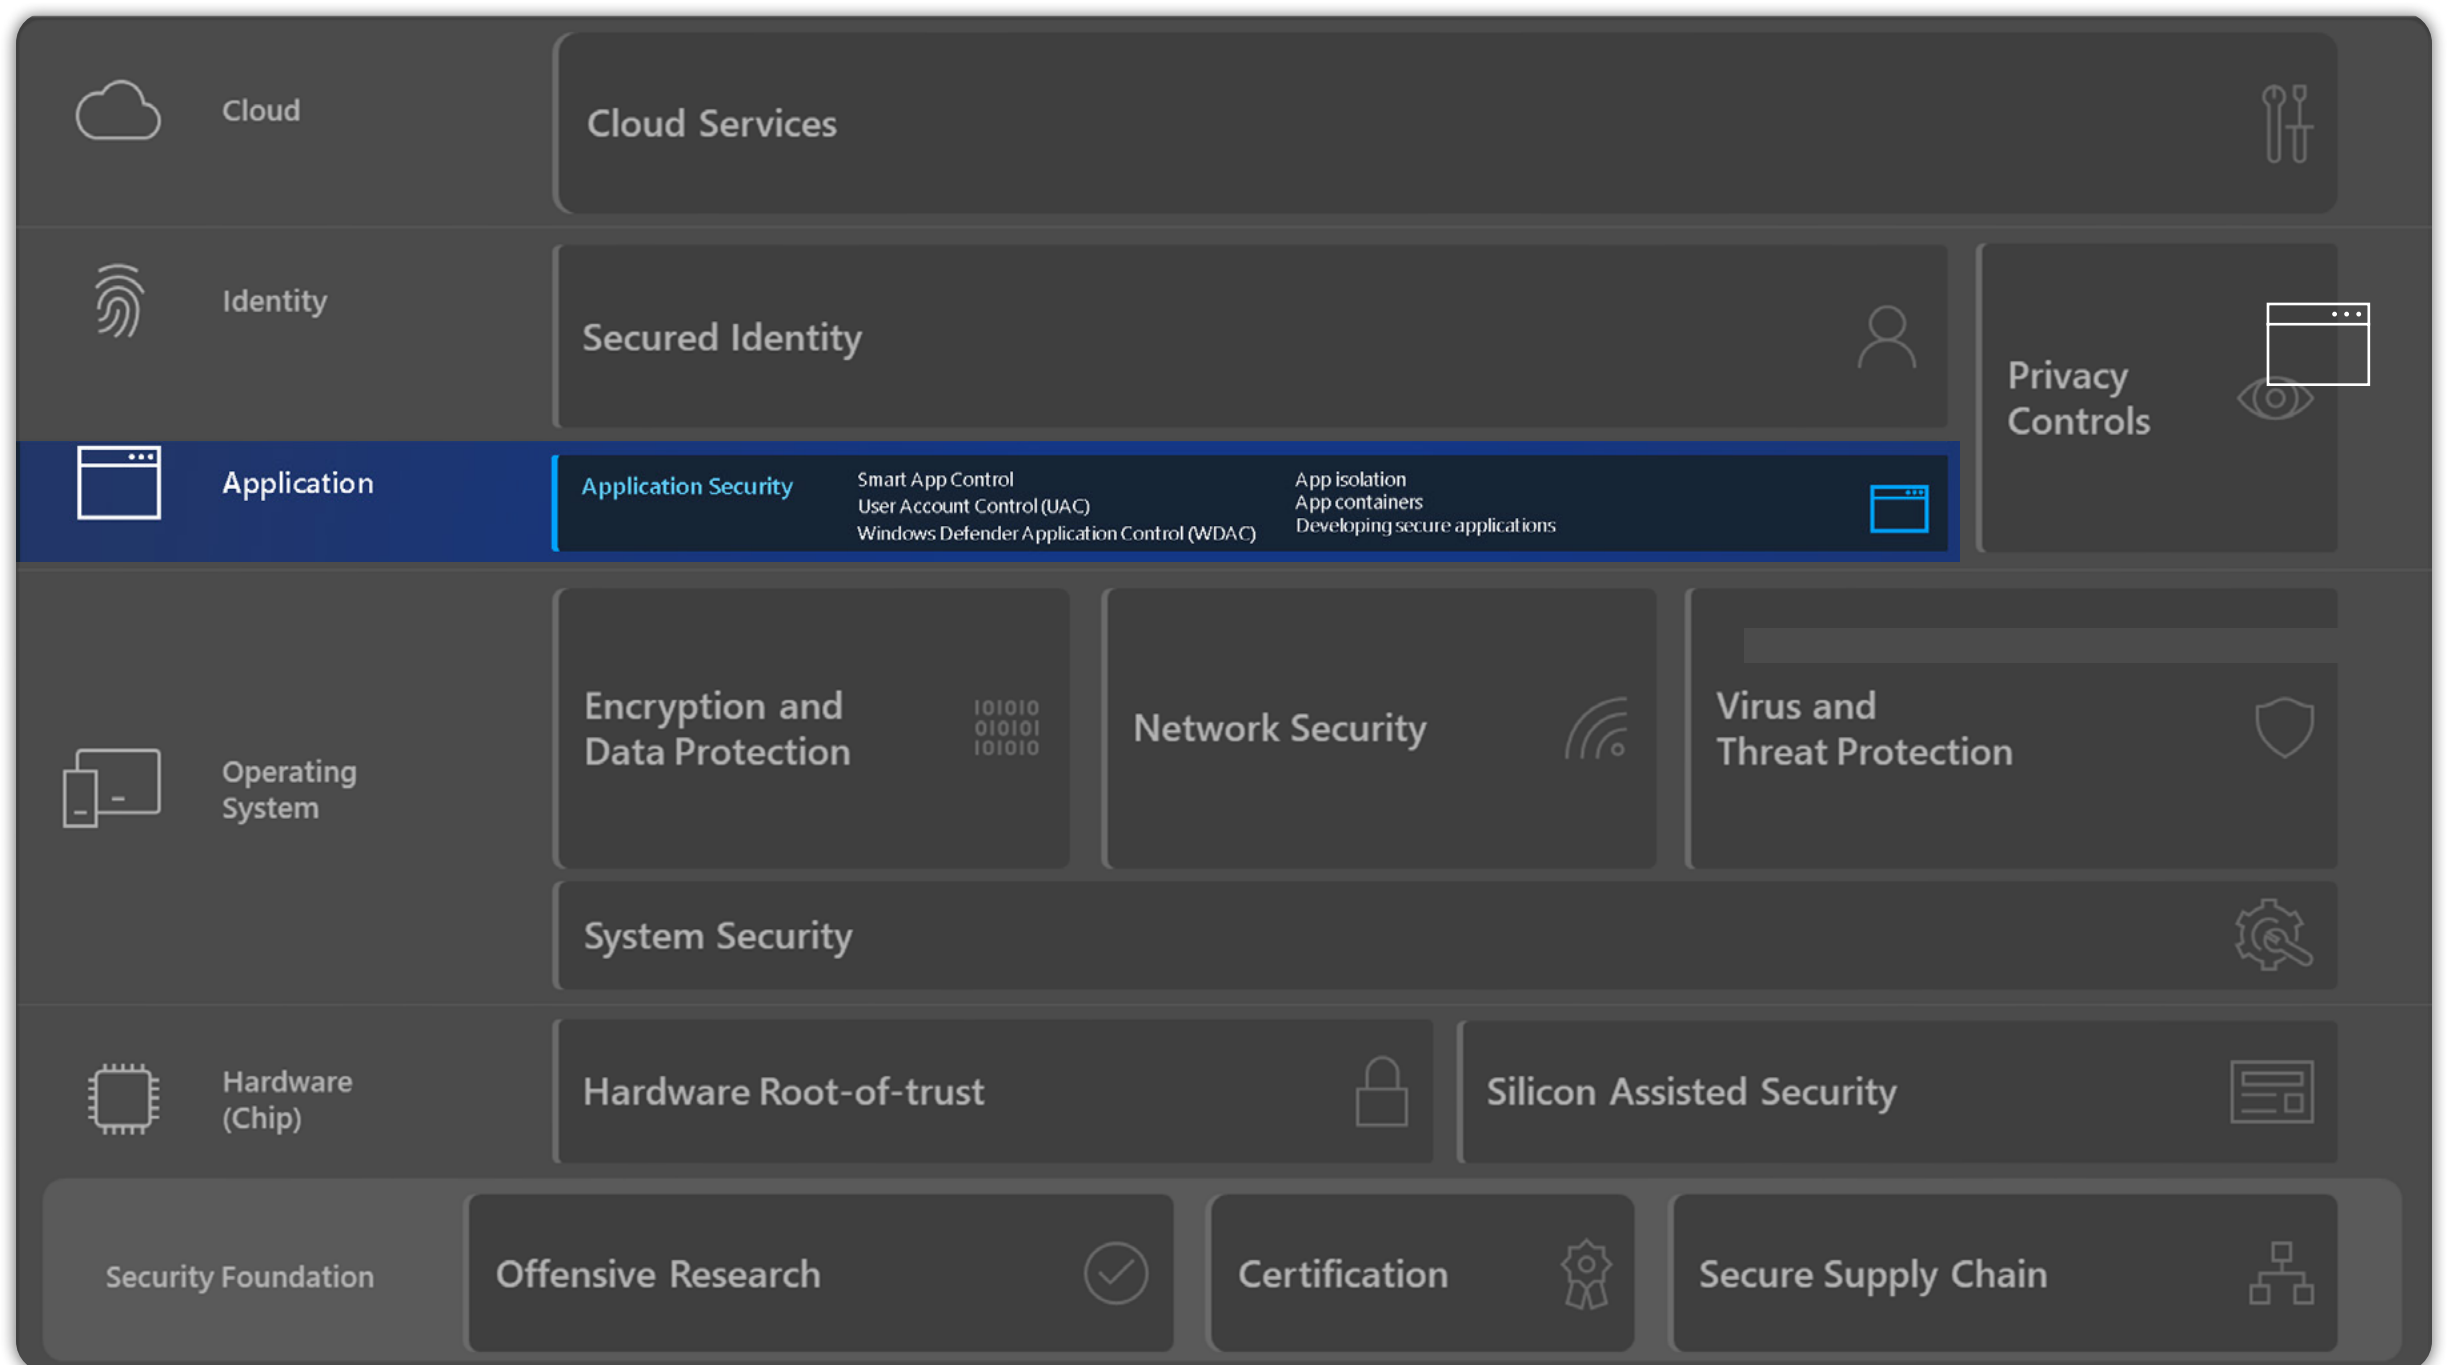 Cloud
Cloud Services
Identity
Secured Identity
Privacy
Controls
Application
Application Security
Smart App Control
User Account Control (UAC)
Windows Defender Application Control (WDAC)
App isolation
App containers
Developing secure applications
Operating
System
Encryption and
Data Protection
101010
010101
101010
Network Security
Virus and
Threat Protection
System Security
Hardware
(Chip)
Hardware Root-of-trust
Silicon Assisted Security
Security Foundation
Offensive Research
Certification
Secure Supply Chain